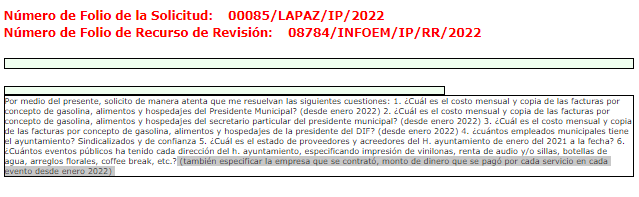 Número de Folio de la Solicitud: 00085/LAPAZ/IP/2022
Número de Folio de Recurso de Revisión: 08784/INFOEM/IP/RR/2022
Por medio del presente, solicito de manera atenta que me resuelvan las siguientes cuestiones: 1. ¿Cuál es el costo mensual y copia de las facturas por
concepto de gasolina, alimentos y hospedajes del Presidente Municipal? (desde enero 2022) 2. ¿Cuál es el costo mensual y copia de las facturas por
concepto de gasolina, alimentos y hospedajes del secretario particular del presidente municipal? (desde enero 2022) 3. ¿Cuál es el costo mensual y copia
de las facturas por concepto de gasolina, alimentos y hospedajes de la presidente del DIF? (desde enero 2022) 4. ¿cuántos empleados municipales tiene
el ayuntamiento? Sindicalizados y de confianza 5. ¿Cuál es el estado de proveedores y acreedores del H. ayuntamiento de enero del 2021 a la fecha? 6.
¿Cuántos eventos públicos ha tenido cada dirección del h. ayuntamiento, especificando impresión de vinilonas, renta de audio y/o sillas, botellas de
agua, arreglos florales, coffee break, etc.? (también especificar la empresa que se contrató, monto de dinero que se pagó por cada servicio en cada
evento desde enero 2022)